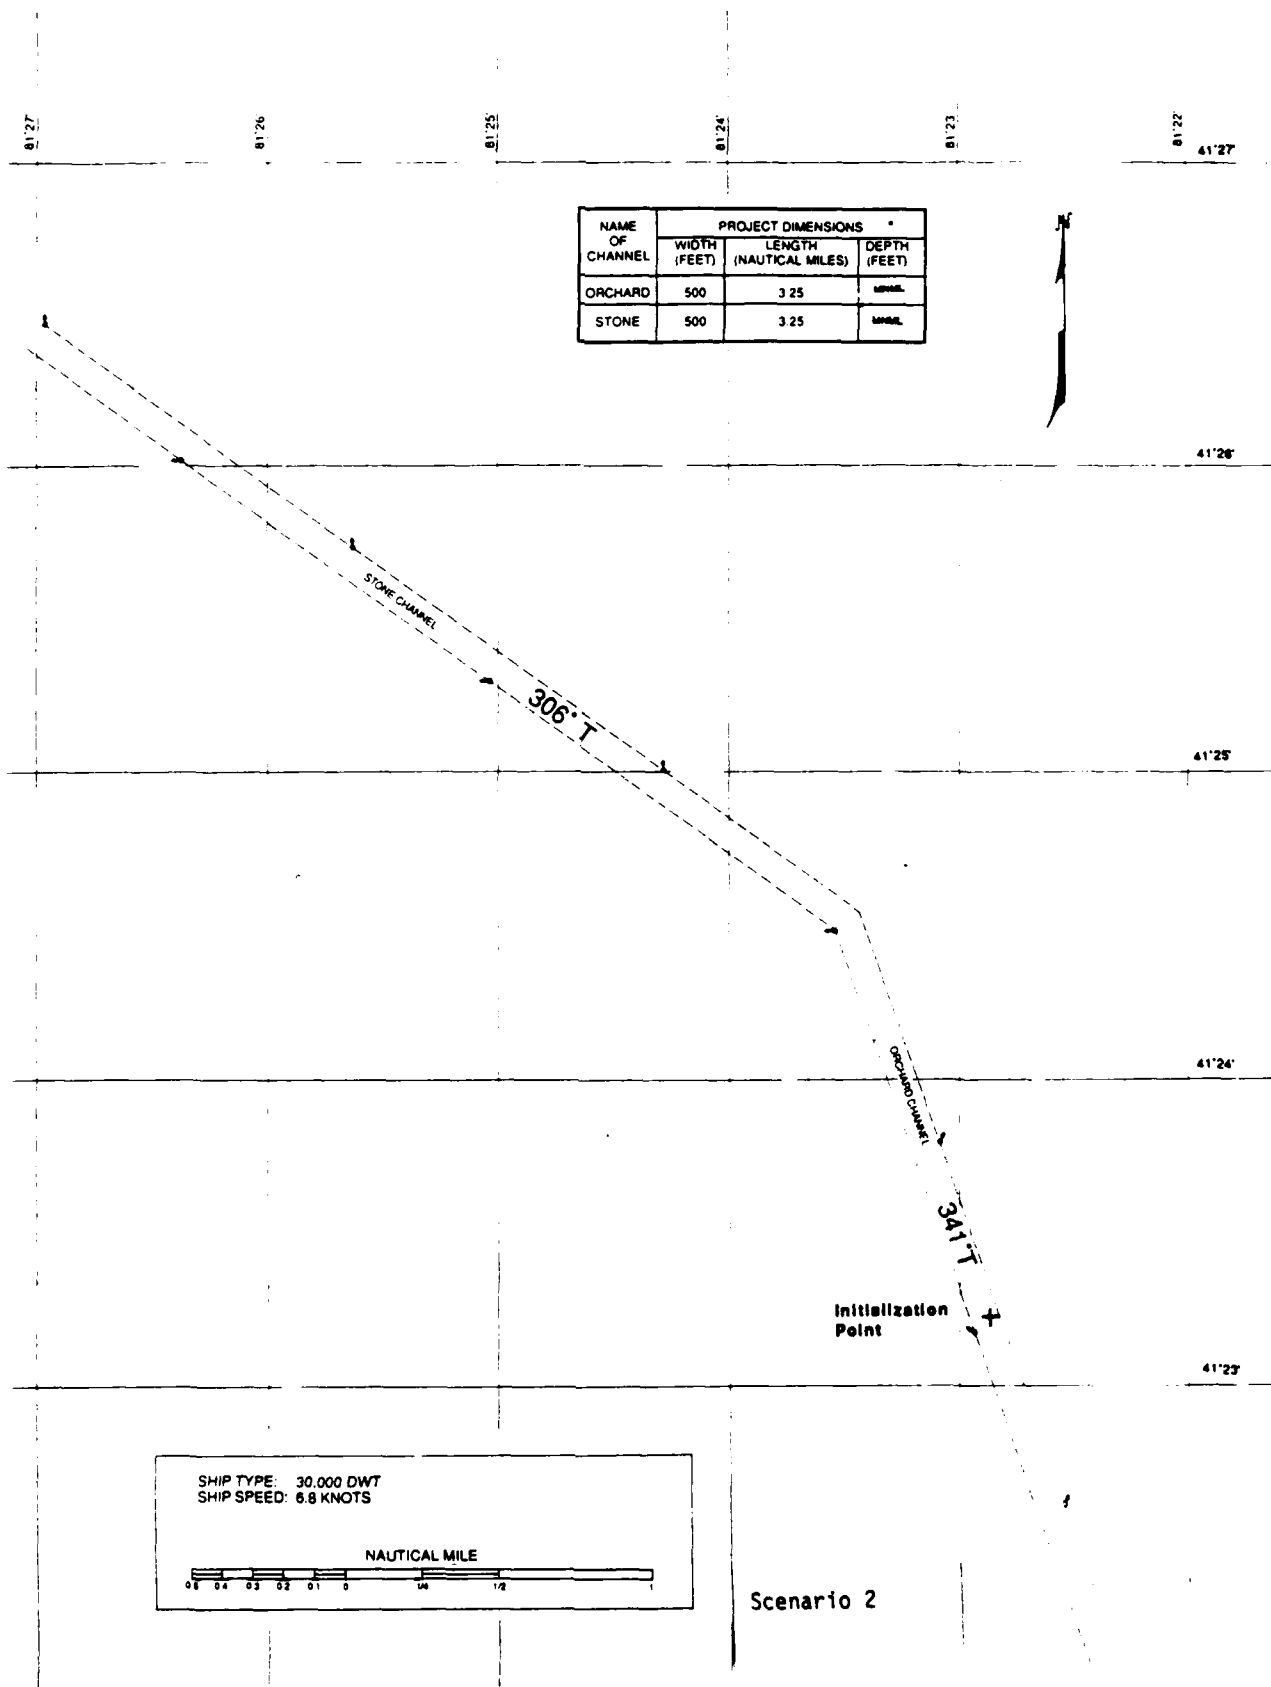 81°27'
81°26'
81°25'
81°24'
81°23'
81°22'
41°27'
NAME OF CHANNEL
PROJECT DIMENSIONS
WIDTH (FEET)
LENGTH (NAUTICAL MILES)
DEPTH (FEET)
ORCHARD 500 3.25
STONE 500 3.25
N
41°26'
STONE CHANNEL
306° T
41°25'
41°24'
ORCHARD CHANNEL
341°T
Initialization
Point
41°23'
SHIP TYPE: 30.000 DWT
SHIP SPEED: 6.8 KNOTS
NAUTICAL MILE
0.5 0.4 0.3 0.2 0.1 0 1/4 1/2 1
Scenario 2